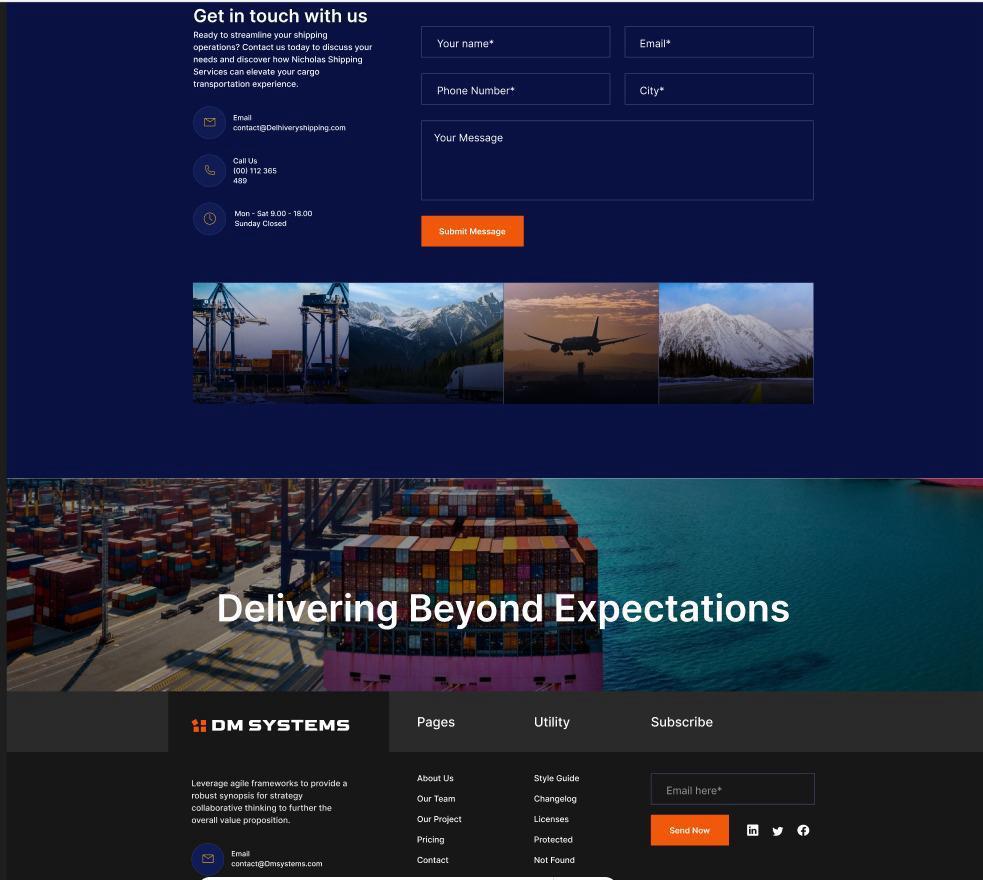 Get in touch with us
Ready to streamline your shipping
operations? Contact us today to discuss your
needs and discover how Nicholas Shipping
Services can elevate your cargo
transportation experience.
Email
contact@Delhiveryshipping.com
Call Us
(00) 112 365
489
Mon - Sat 9.00 - 18.00
Sunday Closed
Your name*
Email*
Phone Number*
City*
Your Message
Submit Message
Delivering Beyond Expectations
DM SYSTEMS
Leverage agile frameworks to provide a
robust synopsis for strategy
collaborative thinking to further the
overall value proposition.
Email
contact@Dmsystems.com
Pages
About Us
Our Team
Our Project
Pricing
Contact
Utility
Style Guide
Changelog
Licenses
Protected
Not Found
Subscribe
Email here*
Send Now